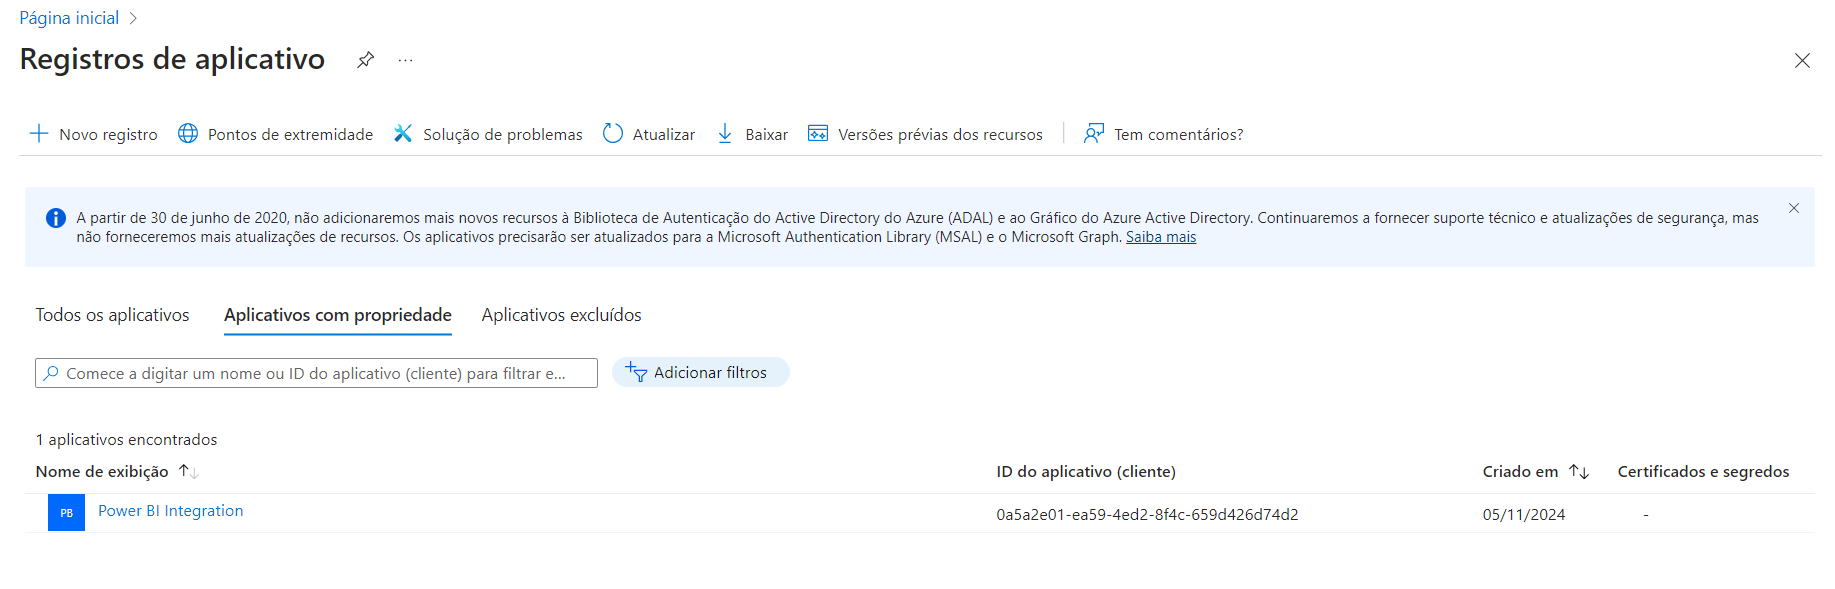 Página inicial
Registros de aplicativo
Novo registro Pontos de extremidade Solução de problemas Atualizar Baixar Versões prévias dos recursos Tem comentários?
A partir de 30 de junho de 2020, não adicionaremos mais novos recursos à Biblioteca de Autenticação do Active Directory do Azure (ADAL) e ao Gráfico do Azure Active Directory. Continuaremos a fornecer suporte técnico e atualizações de segurança, mas
não forneceremos mais atualizações de recursos. Os aplicativos precisarão ser atualizados para a Microsoft Authentication Library (MSAL) e o Microsoft Graph. Saiba mais
Todos os aplicativos Aplicativos com propriedade Aplicativos excluídos
Comece a digitar um nome ou ID do aplicativo (cliente) para filtrar e... Adicionar filtros
1 aplicativos encontrados
Nome de exibição ID do aplicativo (cliente) Criado em Certificados e segredos
PB Power BI Integration 0a5a2e01-ea59-4ed2-8f4c-659d426d74d2 05/11/2024 -